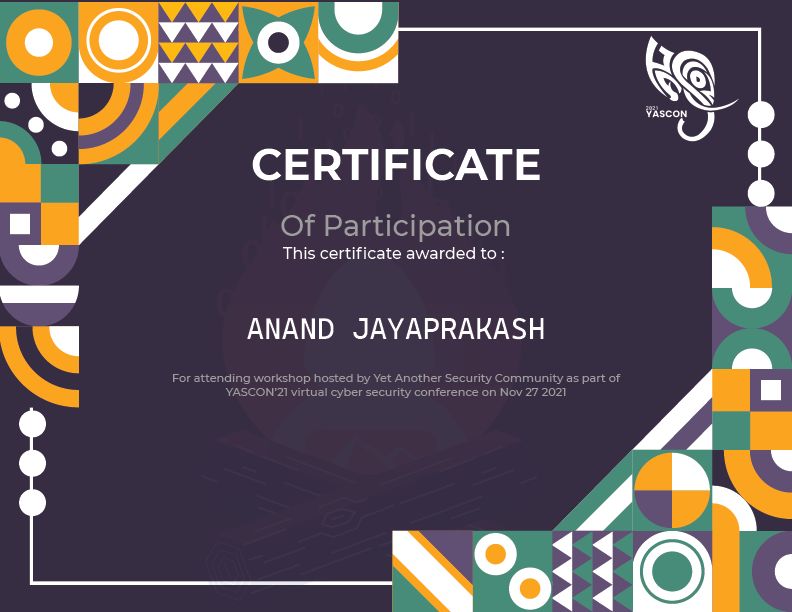 2021
YASCON
CERTIFICATE
Of Participation
This certificate awarded to :
ANAND JAYAPRAKASH
For attending workshop hosted by Yet Another Security Community as part of
YASCON'21 virtual cyber security conference on Nov 27 2021